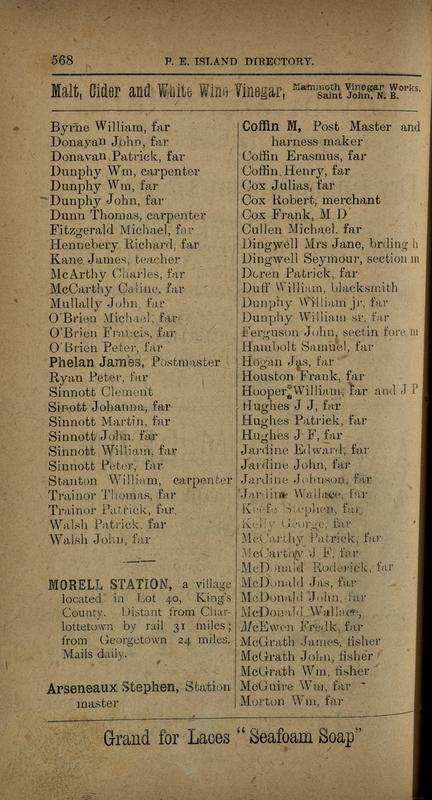 568 P. E. ISLAND DIRECTORY.
Malt, Cider and White Wine Vinegar, Mammoth Vinegar Works, Saint John, N. B.
Byrne William, far
Donayan John, far
Donavan Patrick, far
Dunphy Wm, carpenter
Dunphy Wm, far
Dunphy John, far
Dunn Thomas, carpenter
Fitzgerald Michael, far
Hennebery Richard, far
Kane James, teacher
McArthy Charles, far
McCarthy Caline, far
Mullally John, far
O'Brien Michael, far
O'Brien Francis, far
O'Brien Peter, far
Phelan James, Postmaster
Ryan Peter, far
Sinnott Clement
Sinott Johanna, far
Sinnott Martin, far
Sinnott John, far
Sinnott William, far
Sinnott Peter, far
Stanton William, carpenter
Trainor Thomas, far
Trainor Patrick, far
Walsh Patrick, far
Walsh John, far
MORELL STATION, a village
located in Lot 40, King's
County. Distant from Char-
lottetown by rail 31 miles;
from Georgetown 24 miles.
Mails daily.
Arseneaux Stephen, Station
master
Coffin M, Post Master and
harness maker
Coffin Erasmus, far
Coffin Henry, far
Cox Julias, far
Cox Robert, merchant
Cox Frank, M D
Cullen Michael, far
Dingwell Mrs Jane, brding h
Dingwell Seymour, section m
Doren Patrick, far
Duff William, blacksmith
Dunphy William jr, far
Dunphy William sr, far
Ferguson John, sectin fore m
Hambolt Samuel, far
Hogan Jas, far
Houston Frank, far
Hooper William, far and J P
Hughes J J, far
Hughes Patrick, far
Hughes J F, far
Jardine Edward, far
Jardine John, far
Jardine Johnson, far
Jardine Wallace, far
Keefe Stephen, far
Kelly George, far
McCarthy Patrick, far
McCarthy J F, far
McDonald Roderick, far
McDonald Jas, far
McDonald John, far
McDonald Wallace,
McEwen Fredk, far
McGrath James, fisher
McGrath John, fisher
McGrath Wm, fisher
McGuire Wm, far
Morton Wm, far
Grand for Laces "Seafoam Soap"